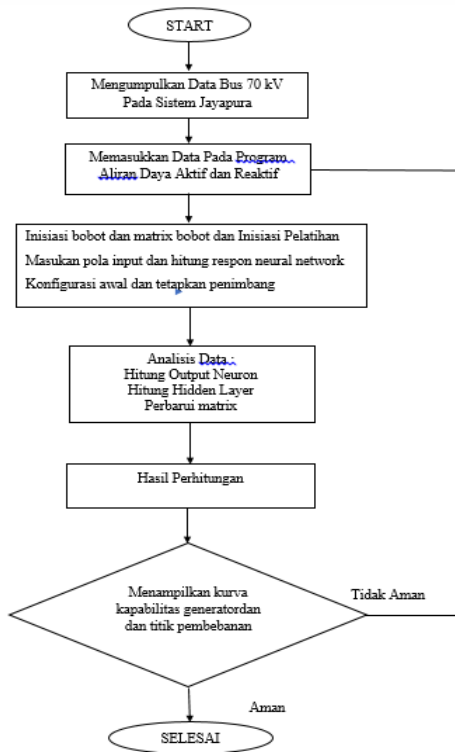 START
Mengumpulkan Data Bus 70 kV
Pada Sistem Jayapura
Memasukkan Data Pada Program
Aliran Daya Aktif dan Reaktif
Inisiasi bobot dan matrix bobot dan Inisiasi Pelatihan
Masukan pola input dan hitung respon neural network
Konfigurasi awal dan tetapkan penimbang
Analisis Data :
Hitung Output Neuron
Hitung Hidden Layer
Perbarui matrix
Hasil Perhitungan
Menampilkan kurva
kapabilitas generatordan
dan titik pembebanan
Tidak Aman
Aman
SELESAI